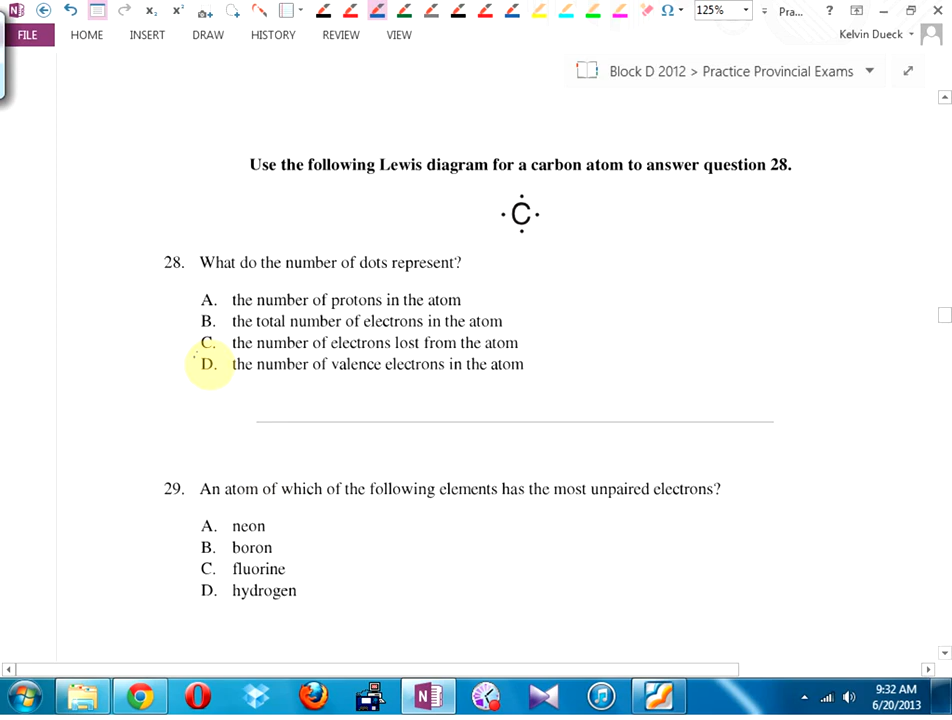 125%
Pra...
?
FILE HOME INSERT DRAW HISTORY REVIEW VIEW
Kelvin Dueck
Block D 2012 > Practice Provincial Exams
Use the following Lewis diagram for a carbon atom to answer question 28.
C
28. What do the number of dots represent?
A. the number of protons in the atom
B. the total number of electrons in the atom
C. the number of electrons lost from the atom
D. the number of valence electrons in the atom
29. An atom of which of the following elements has the most unpaired electrons?
A. neon
B. boron
C. fluorine
D. hydrogen
9:32 AM
6/20/2013